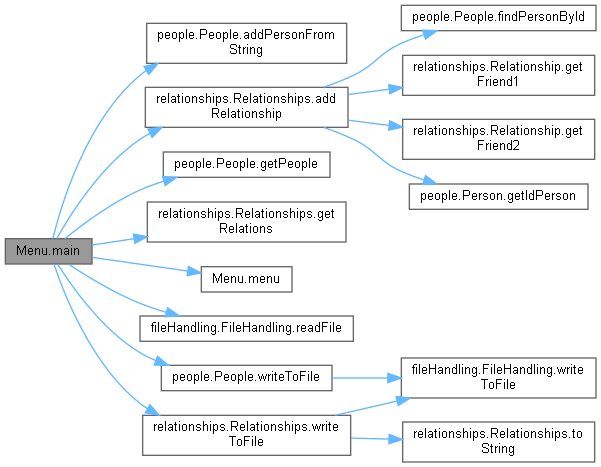 Menu.main
people.People.addPersonFrom
String
relationships.Relationships.add
Relationship
people.People.getPeople
relationships.Relationships.get
Relations
Menu.menu
fileHandling.FileHandling.readFile
people.People.writeToFile
relationships.Relationships.write
ToFile
people.People.findPersonById
relationships.Relationship.get
Friend1
relationships.Relationship.get
Friend2
people.Person.getIdPerson
fileHandling.FileHandling.write
ToFile
relationships.Relationships.to
String